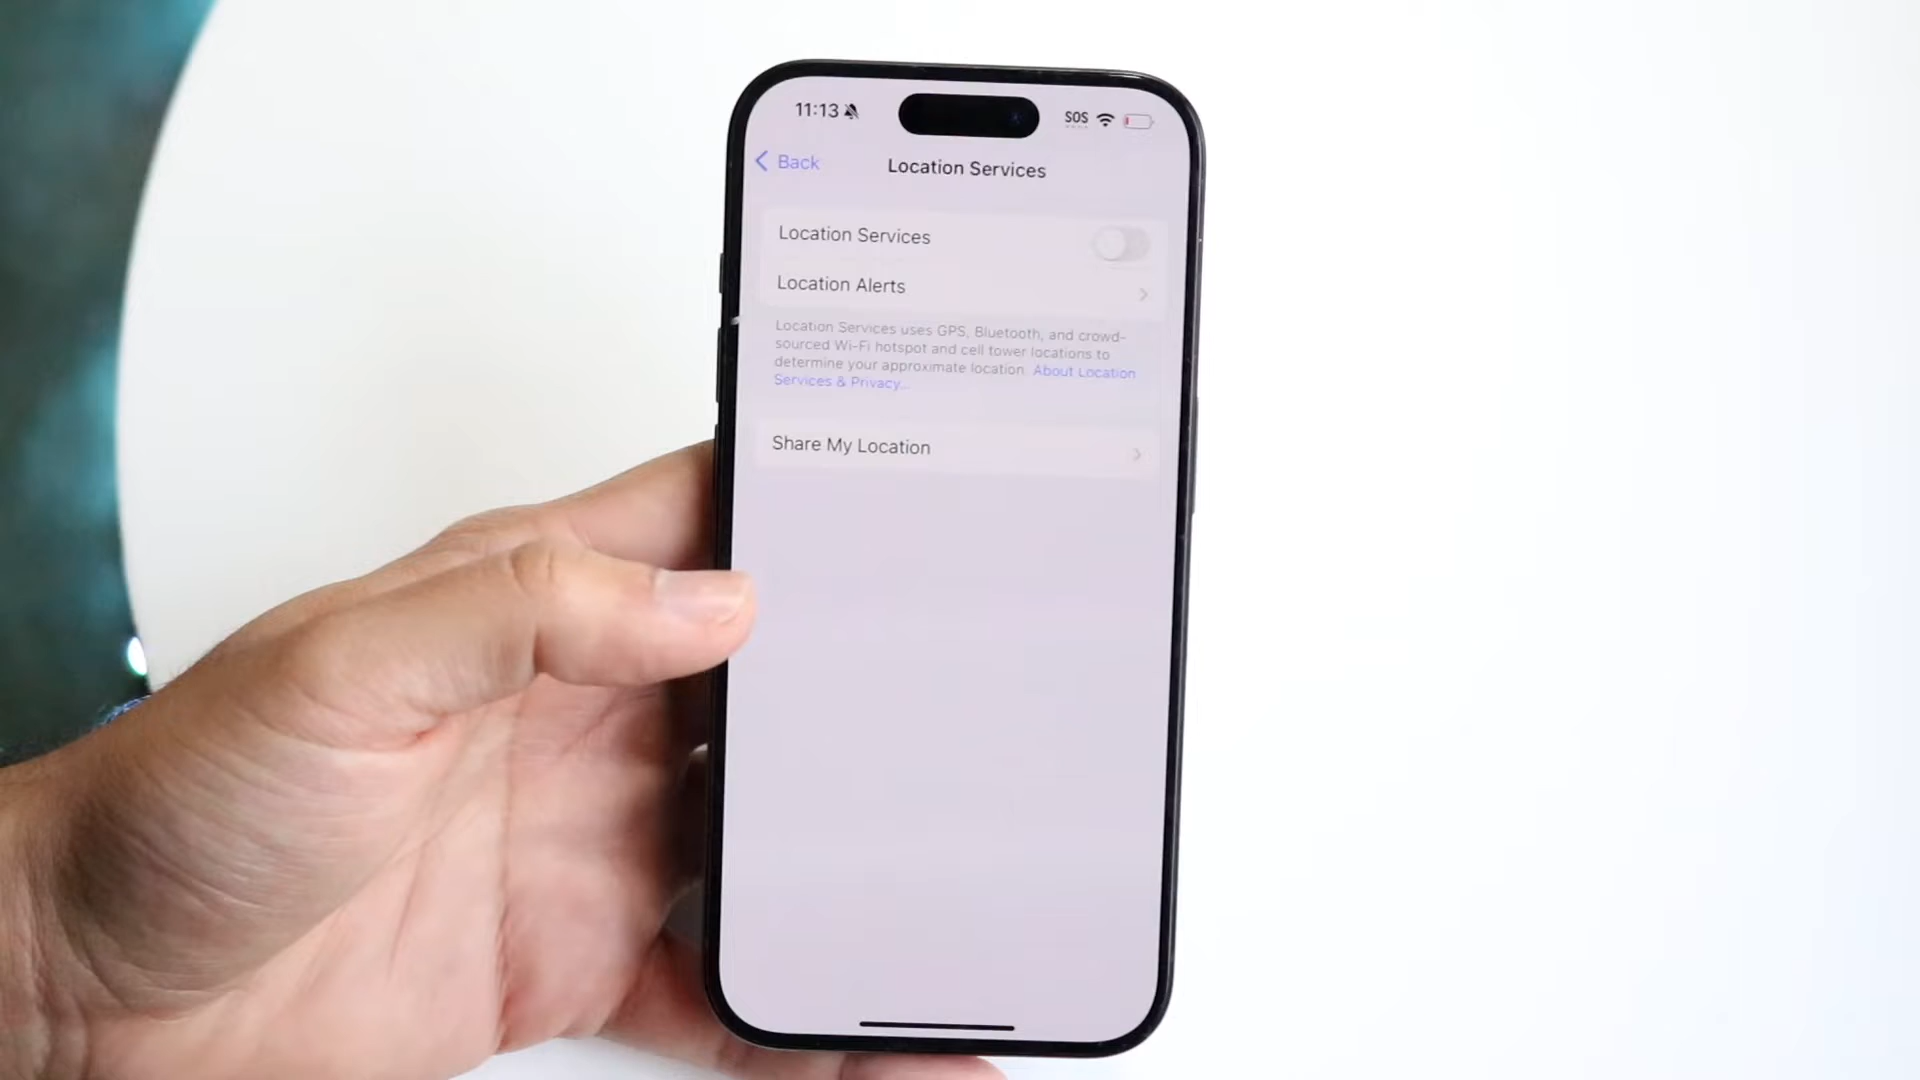 11:13
SOS
Back
Location Services
Location Services
Location Alerts
Location Services uses GPS, Bluetooth, and crowd-
sourced Wi-Fi hotspot and cell tower locations to
determine your approximate location. About Location
Services & Privacy...
Share My Location